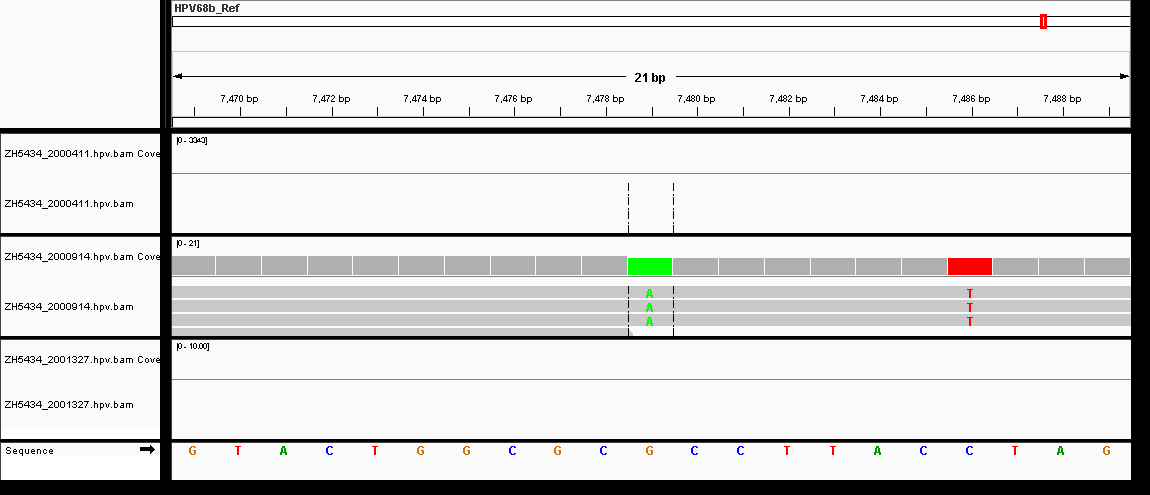 HPV68b_Ref
21 bp
7,470 bp 7,472 bp 7,474 bp 7,476 bp 7,478 bp 7,480 bp 7,482 bp 7,484 bp 7,486 bp 7,488 bp
[0 - 3343]
ZH5434_2000411.hpv.bam Cove
ZH5434_2000411.hpv.bam
[0 - 21]
ZH5434_2000914.hpv.bam Cove
A T
ZH5434_2000914.hpv.bam A T
A T
[0 - 10.00]
ZH5434_2001327.hpv.bam Cove
ZH5434_2001327.hpv.bam
Sequence G T A C T G G C G C G C C T T A C C T A G